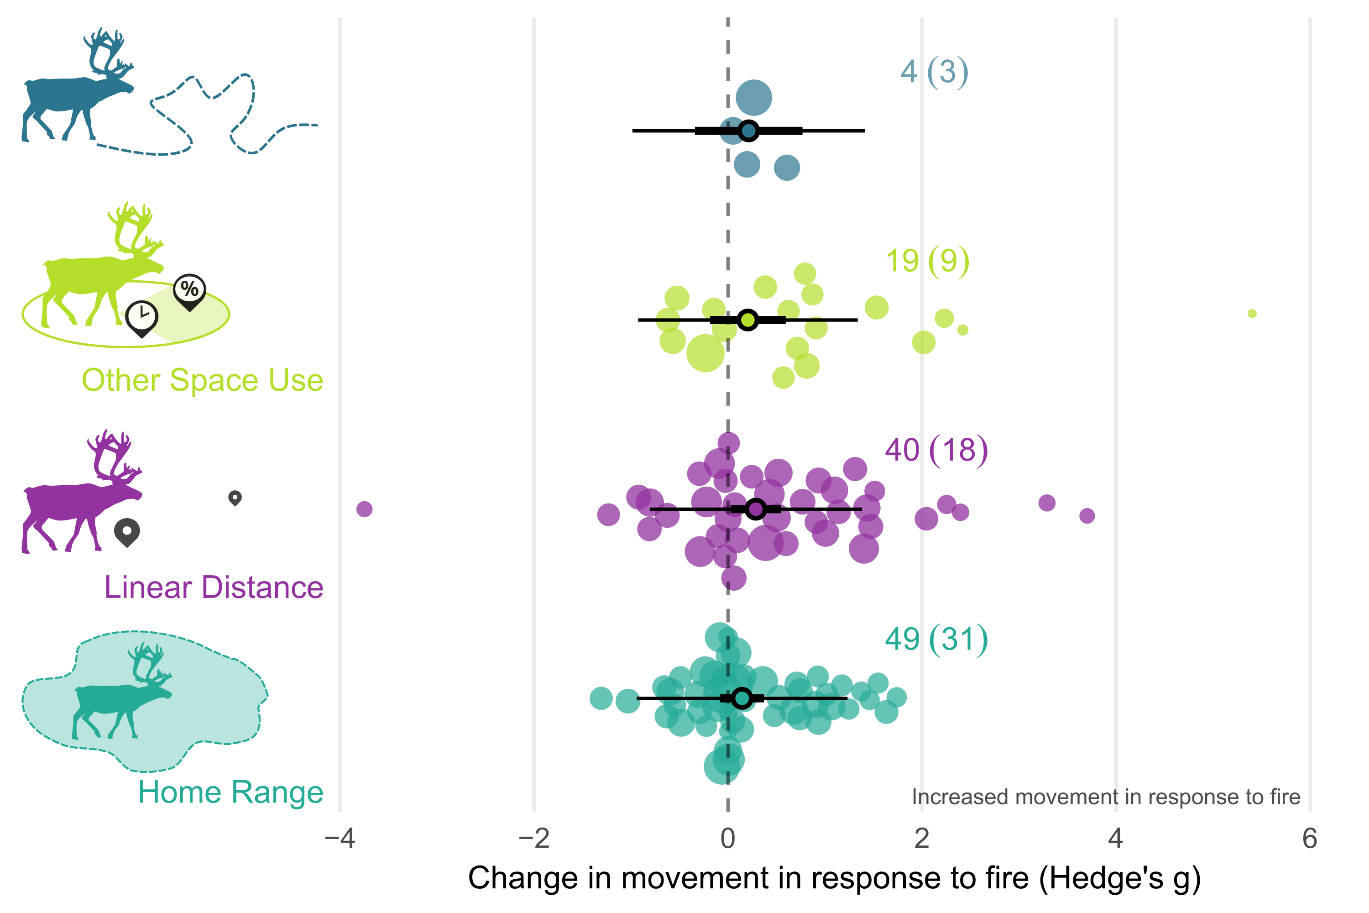 4 (3)
%
19 (9)
Other Space Use
40 (18)
Linear Distance
49 (31)
Home Range
Increased movement in response to fire
−4 −2 0 2 4 6
Change in movement in response to fire (Hedge's g)